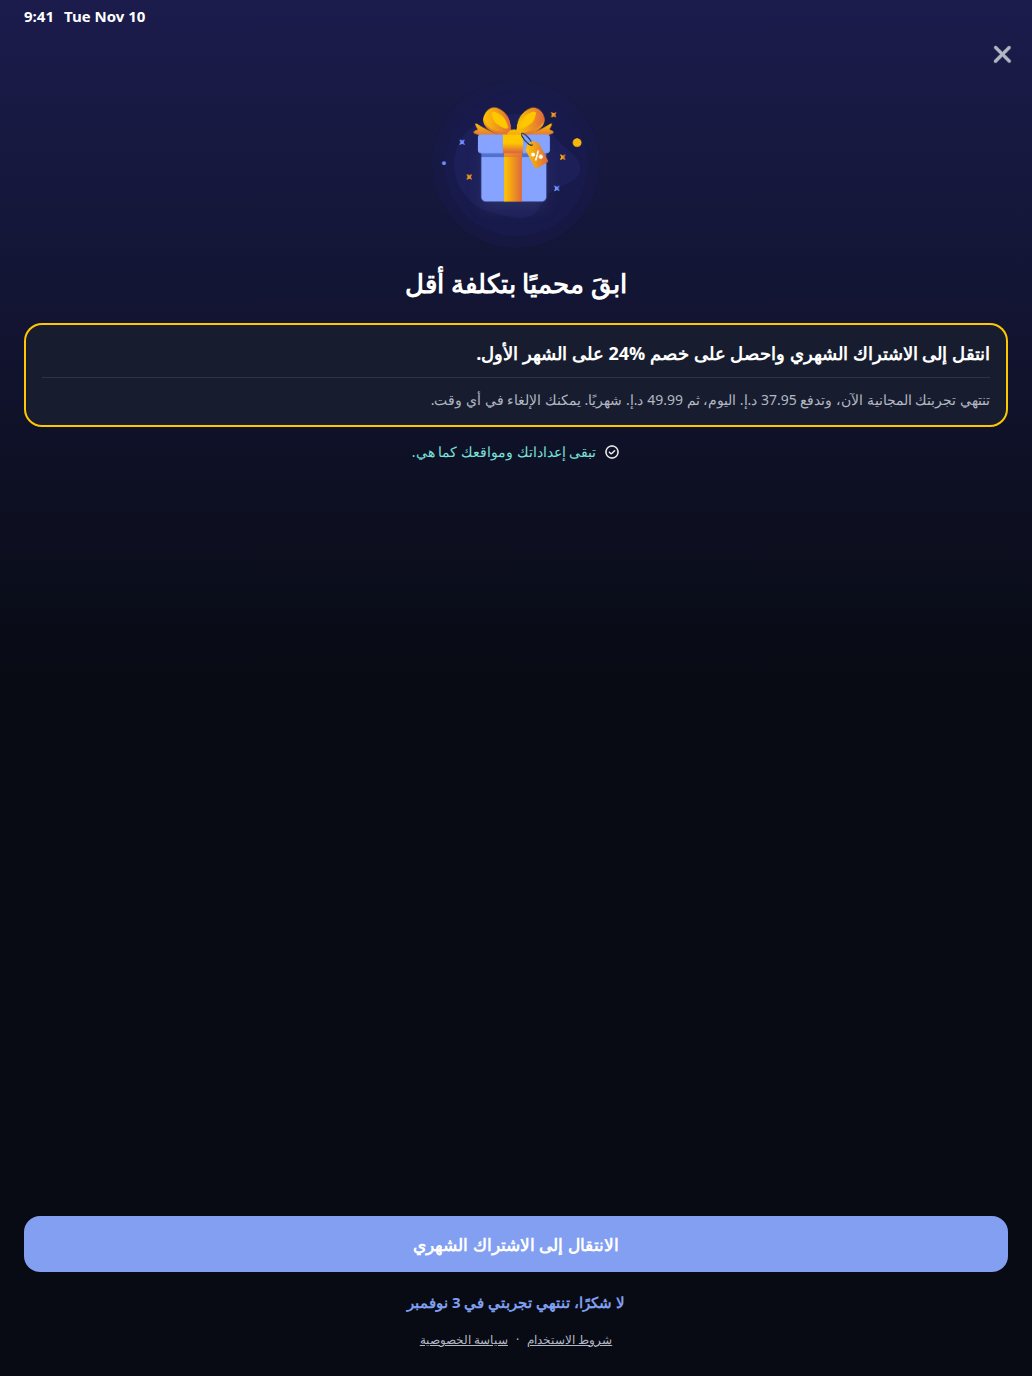 9:41 Tue Nov 10
%
ابقَ محميًا بتكلفة أقل
انتقل إلى الاشتراك الشهري واحصل على خصم 24% على الشهر الأول.
تنتهي تجربتك المجانية الآن، وتدفع 37.95 د.إ. اليوم، ثم 49.99 د.إ. شهريًا. يمكنك الإلغاء في أي وقت.
تبقى إعداداتك ومواقعك كما هي.
الانتقال إلى الاشتراك الشهري
لا شكرًا، تنتهي تجربتي في 3 نوفمبر
شروط الاستخدام · سياسة الخصوصية